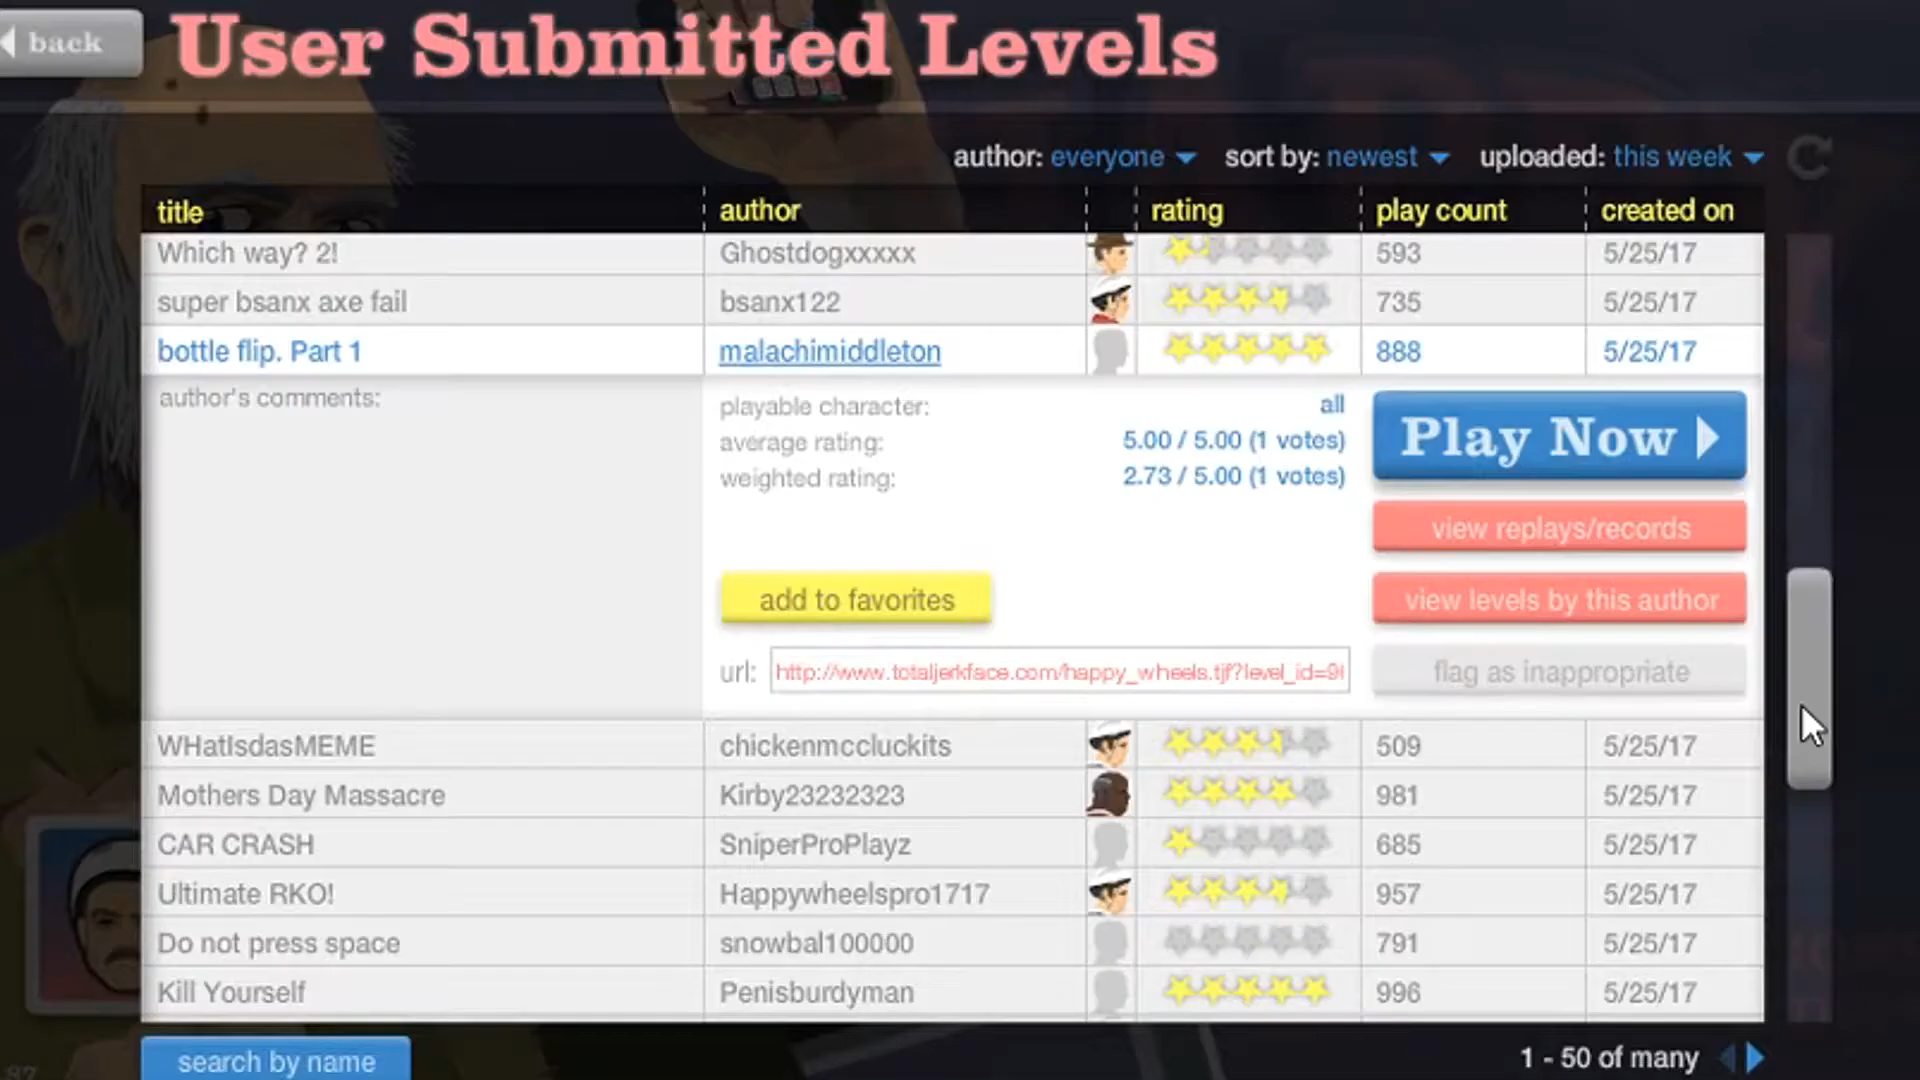 back
User Submitted Levels
author: everyone sort by: newest uploaded: this week
title author rating play count created on
Which way? 2! Ghostdogxxxxx 593 5/25/17
super bsanx axe fail bsanx122 735 5/25/17
bottle flip. Part 1 malachimiddleton 888 5/25/17
author's comments:
playable character: all
average rating: 5.00 / 5.00 (1 votes)
weighted rating: 2.73 / 5.00 (1 votes)
Play Now
view replays/records
add to favorites
view levels by this author
url: http://www.totaljerkface.com/happy_wheels.tjf?level_id=9
flag as inappropriate
WHatIsdasMEME chickenmccluckits 509 5/25/17
Mothers Day Massacre Kirby23232323 981 5/25/17
CAR CRASH SniperProPlayz 685 5/25/17
Ultimate RKO! Happywheelspro1717 957 5/25/17
Do not press space snowbal100000 791 5/25/17
Kill Yourself Penisburdyman 996 5/25/17
search by name
1 - 50 of many